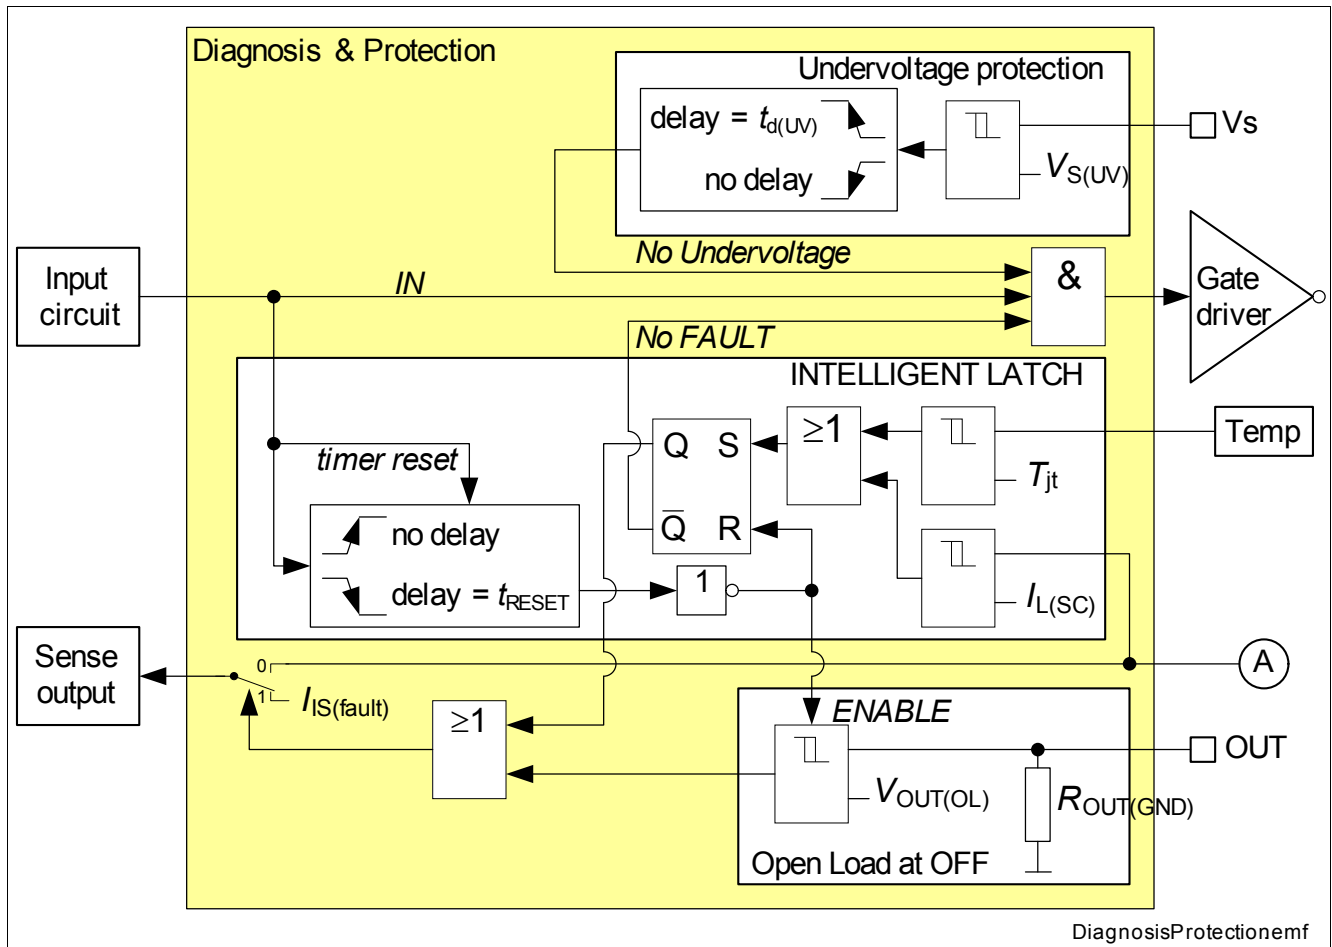 Diagnosis & Protection
Undervoltage protection
delay = td(UV)
no delay
VS(UV)
Vs
No Undervoltage
Input
circuit
IN
&
Gate
driver
No FAULT
INTELLIGENT LATCH
timer reset
Q S
Q̅ R
≥1
Tjt
Temp
no delay
delay = tRESET
1
IL(SC)
Sense
output
0
1
IIS(fault)
A
≥1
ENABLE
OUT
VOUT(OL)
ROUT(GND)
Open Load at OFF
DiagnosisProtectionemf